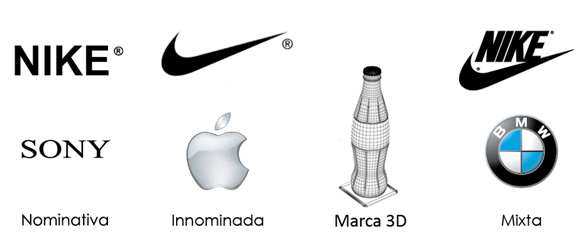 NIKE®
®
NIKE®
SONY
BMW
Nominativa
Innominada
Marca 3D
Mixta